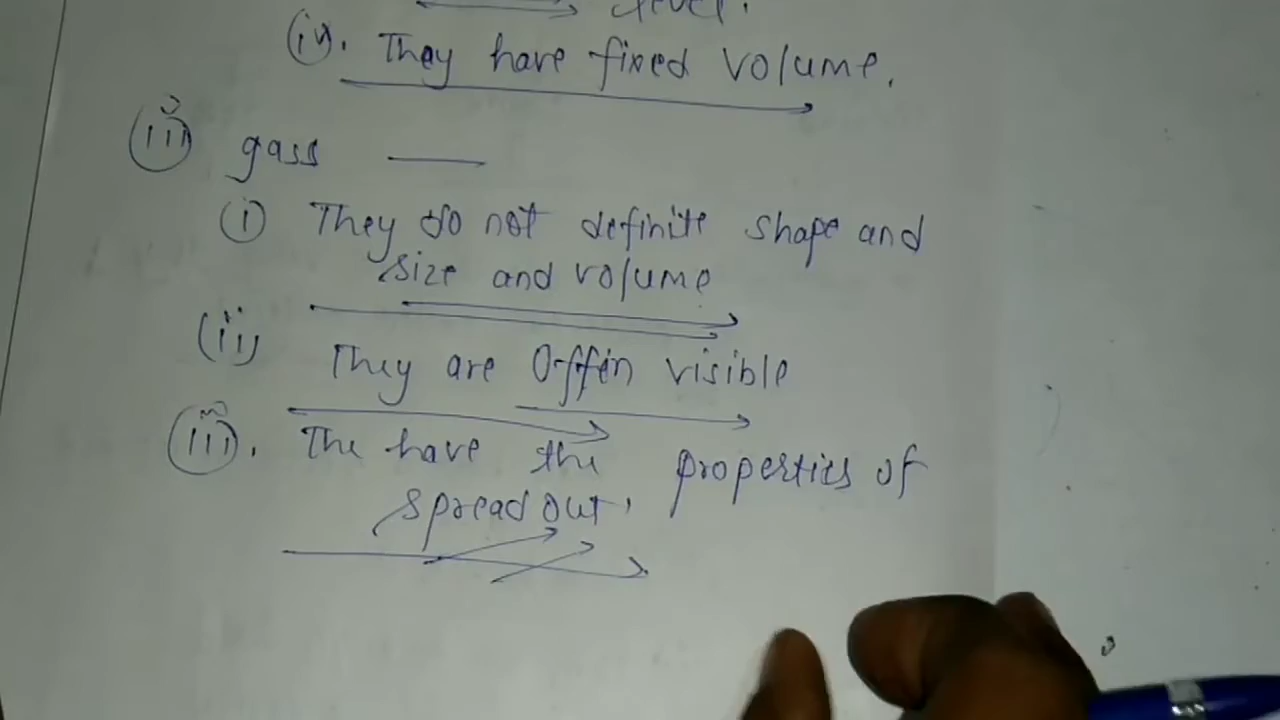 level.
(iv). They have fixed volume.
(iii) gass —
(i) They do not definite shape and
size and volume
(ii) They are Offen visible
(iii). The have the properties of
spread out.